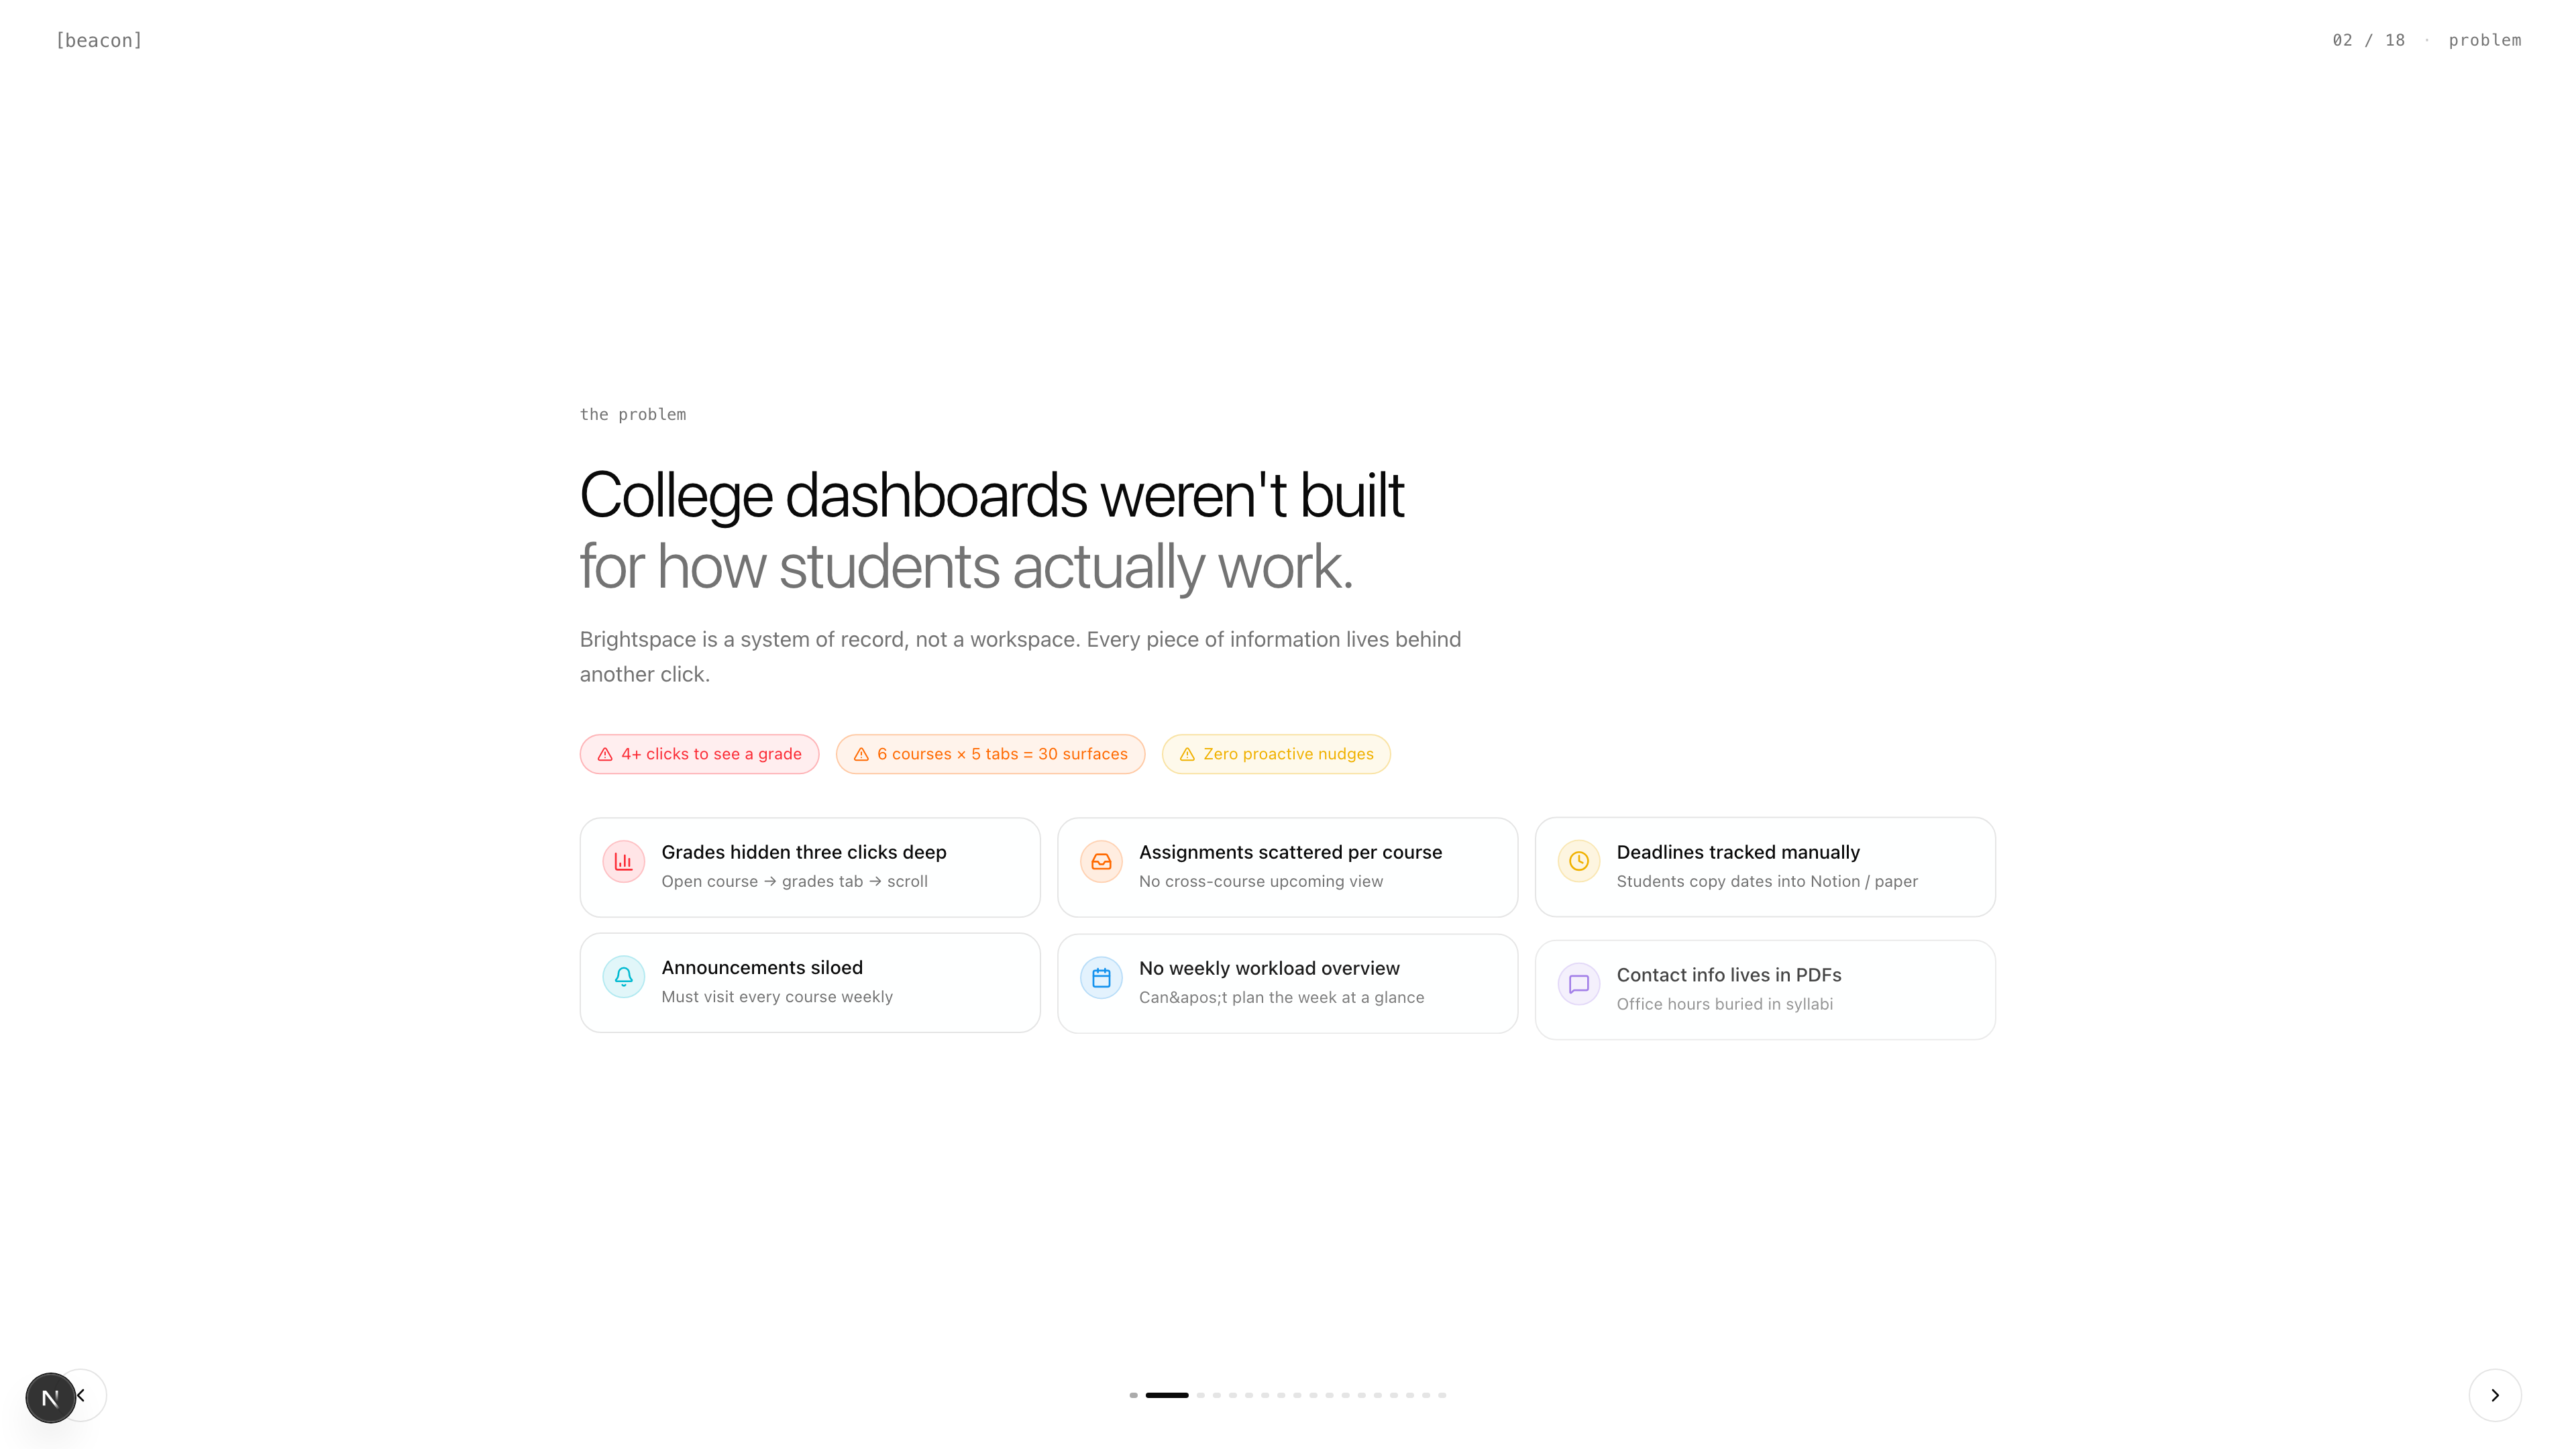 [beacon]
02 / 18 · problem
the problem
College dashboards weren't built
for how students actually work.
Brightspace is a system of record, not a workspace. Every piece of information lives behind
another click.
4+ clicks to see a grade
6 courses × 5 tabs = 30 surfaces
Zero proactive nudges
Grades hidden three clicks deep
Open course → grades tab → scroll
Assignments scattered per course
No cross-course upcoming view
Deadlines tracked manually
Students copy dates into Notion / paper
Announcements siloed
Must visit every course weekly
No weekly workload overview
Can&apos;t plan the week at a glance
Contact info lives in PDFs
Office hours buried in syllabi
N